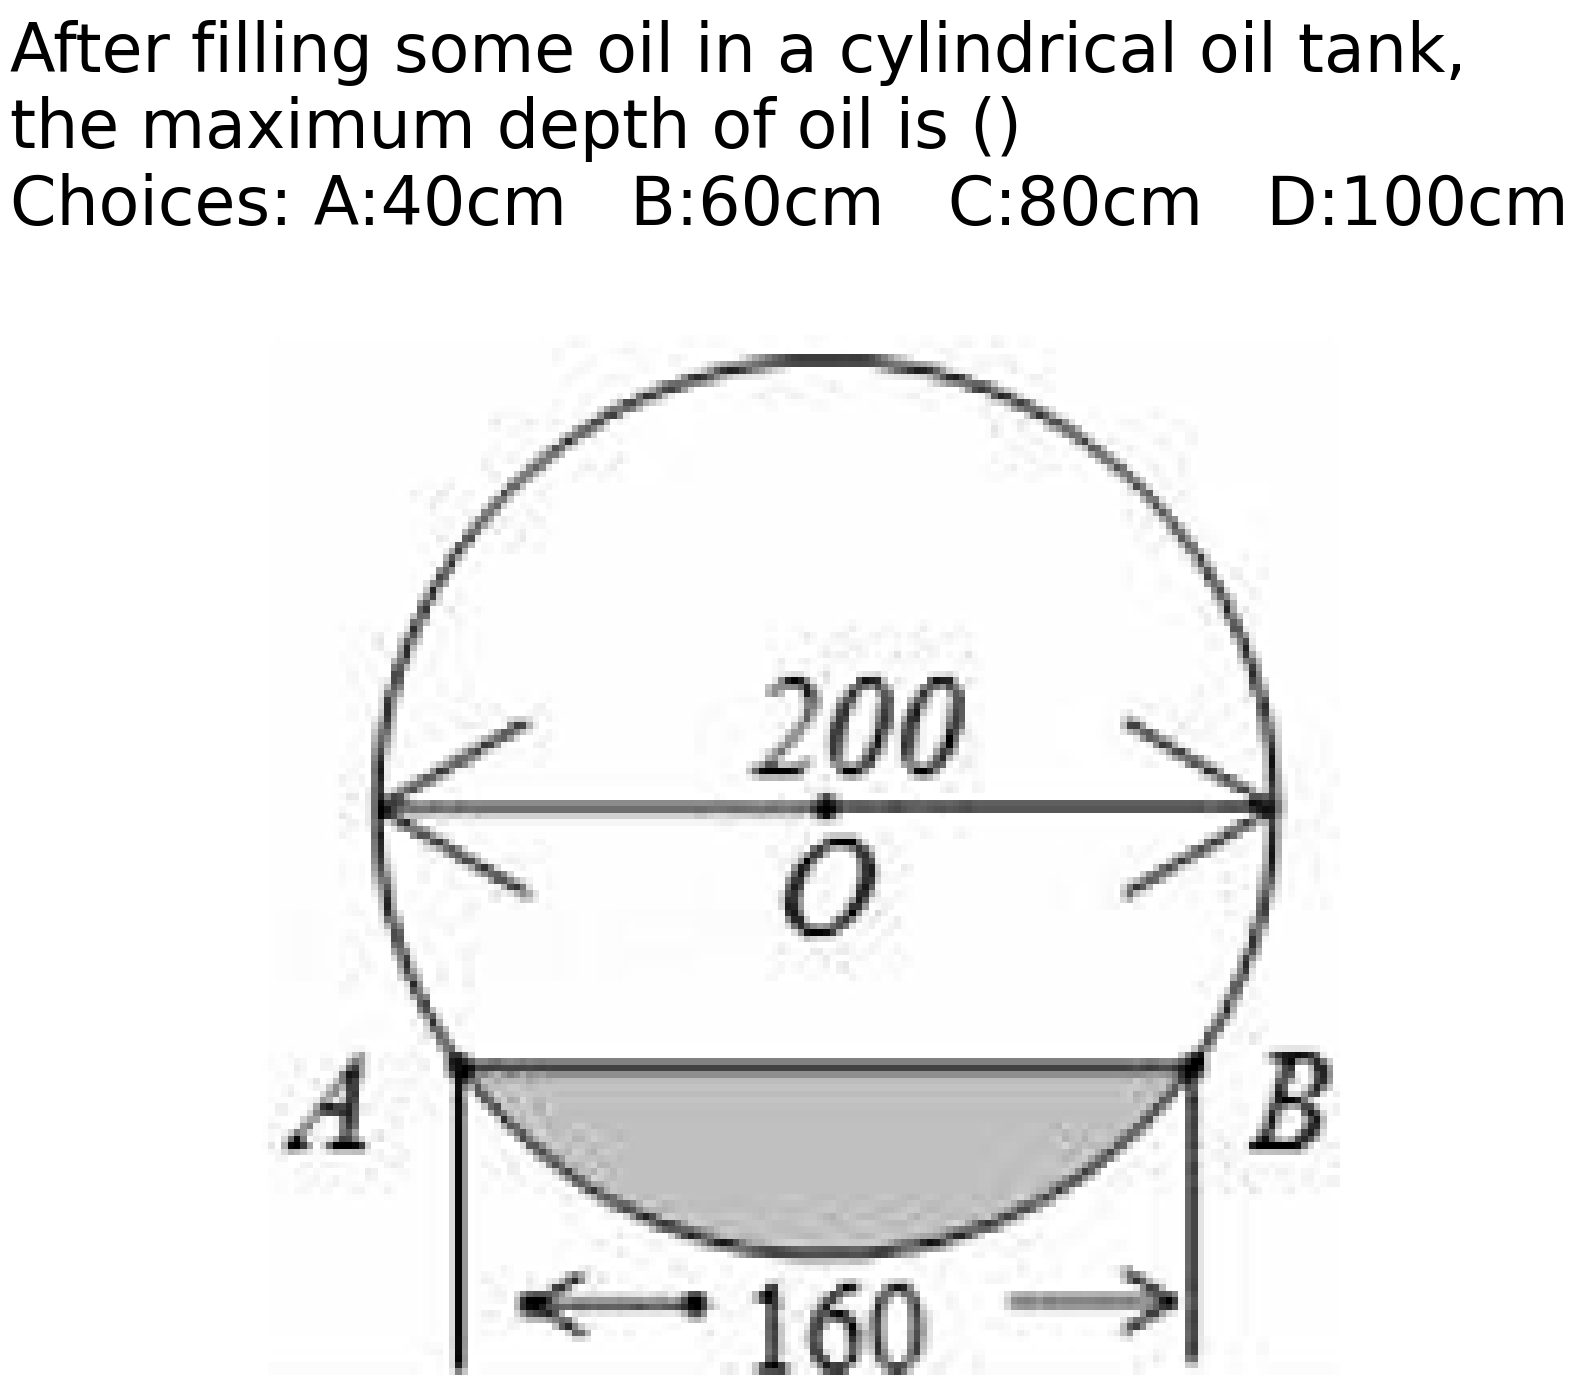 After filling some oil in a cylindrical oil tank,
the maximum depth of oil is ()
Choices: A:40cm B:60cm C:80cm D:100cm
200
O
A B
160